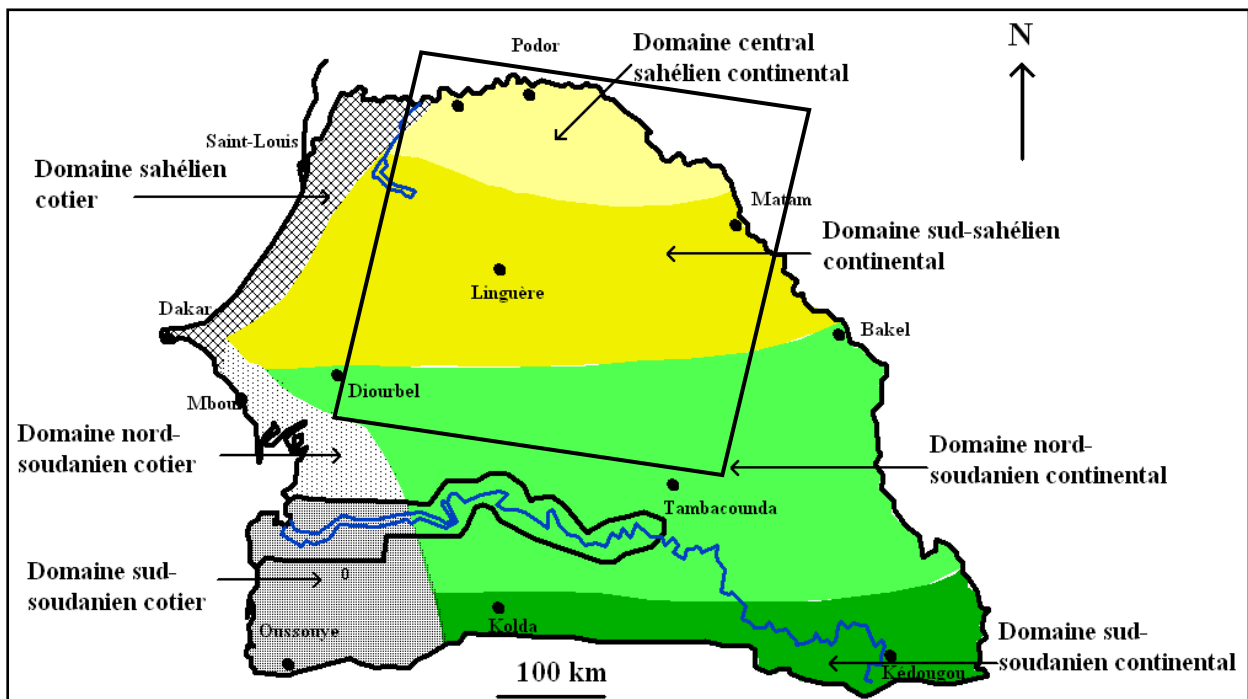 Podor
Domaine central
sahélien continental
N
Saint-Louis
Domaine sahélien
cotier
Matam
Domaine sud-sahélien
continental
Linguère
Dakar
Bakel
Diourbel
Mbour
Domaine nord-
soudanien cotier
Domaine nord-
soudanien continental
Tambacounda
Domaine sud-
soudanien cotier
0
Oussouye
Kolda
Domaine sud-
soudanien continental
Kédougou
100 km